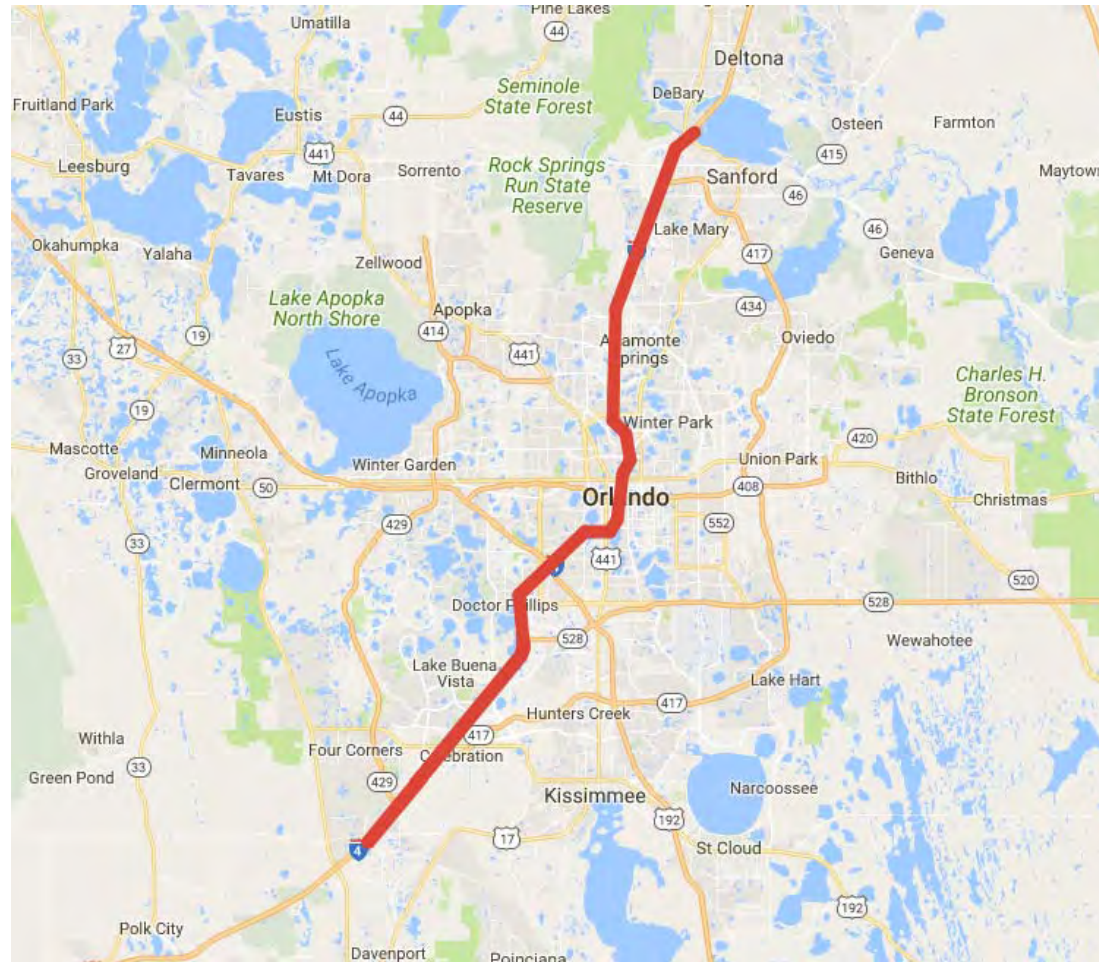 Pine Lakes
Umatilla
44
Deltona
Seminole
State Forest
DeBary
Fruitland Park
Eustis
44
Osteen
Farmton
Leesburg
441
415
Tavares
Mt Dora
Sorrento
Rock Springs
Run State
Reserve
Sanford
46
Maytown
Lake Mary
46
Okahumpka
Yalaha
Zellwood
417
Geneva
Lake Apopka
North Shore
Apopka
434
19
414
Oviedo
33
27
441
Springs
Lake Apopka
Charles H.
Bronson
State Forest
19
Winter Park
420
Mascotte
Minneola
Winter Garden
Union Park
Groveland
Clermont
50
408
Bithlo
Orlando
Christmas
429
552
33
441
520
Doctor Phillips
528
528
Wewahotee
Lake Buena
Vista
Lake Hart
417
Hunters Creek
Withla
417
Four Corners
Celebration
33
Green Pond
429
Kissimmee
Narcoossee
192
17
4
St Cloud
192
Polk City
Davenport
Poinciana